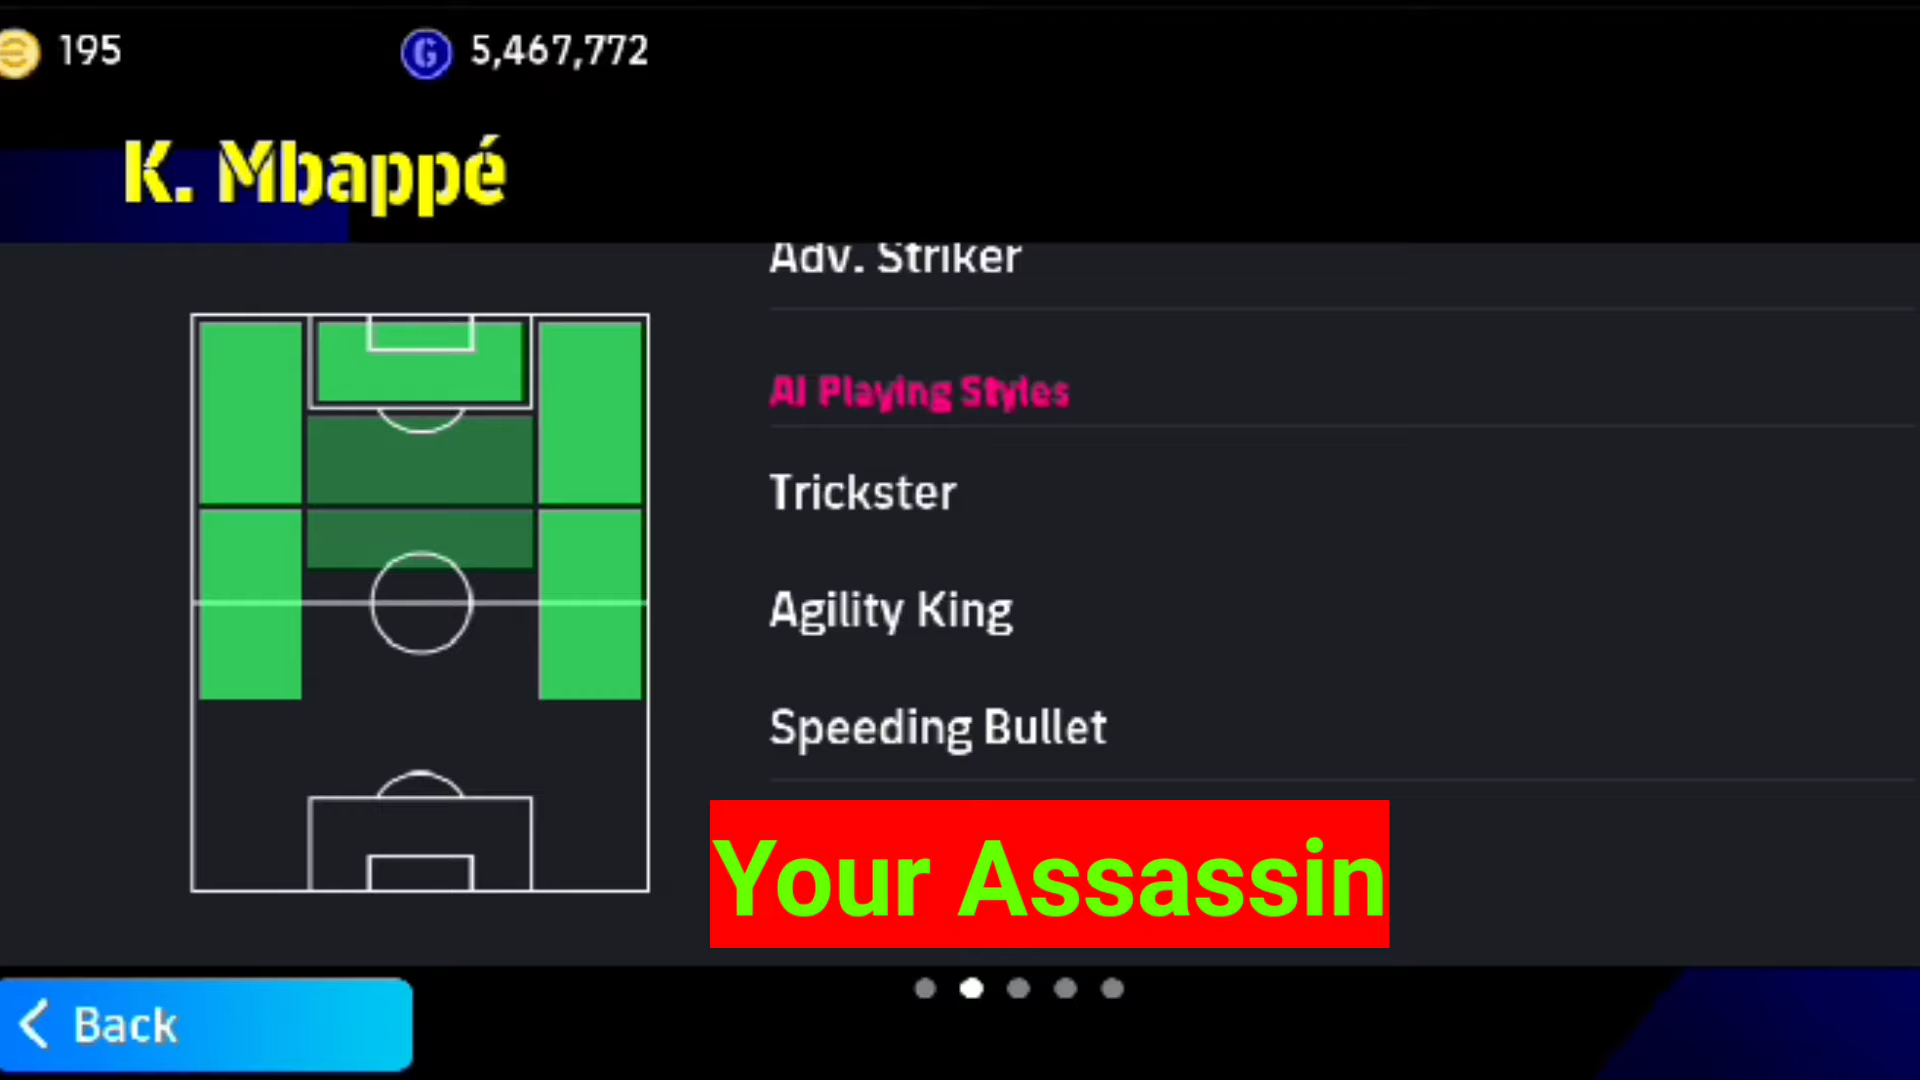 195
G 5,467,772
K. Mbappé
Adv. Striker
AI Playing Styles
Trickster
Agility King
Speeding Bullet
Your Assassin
Back